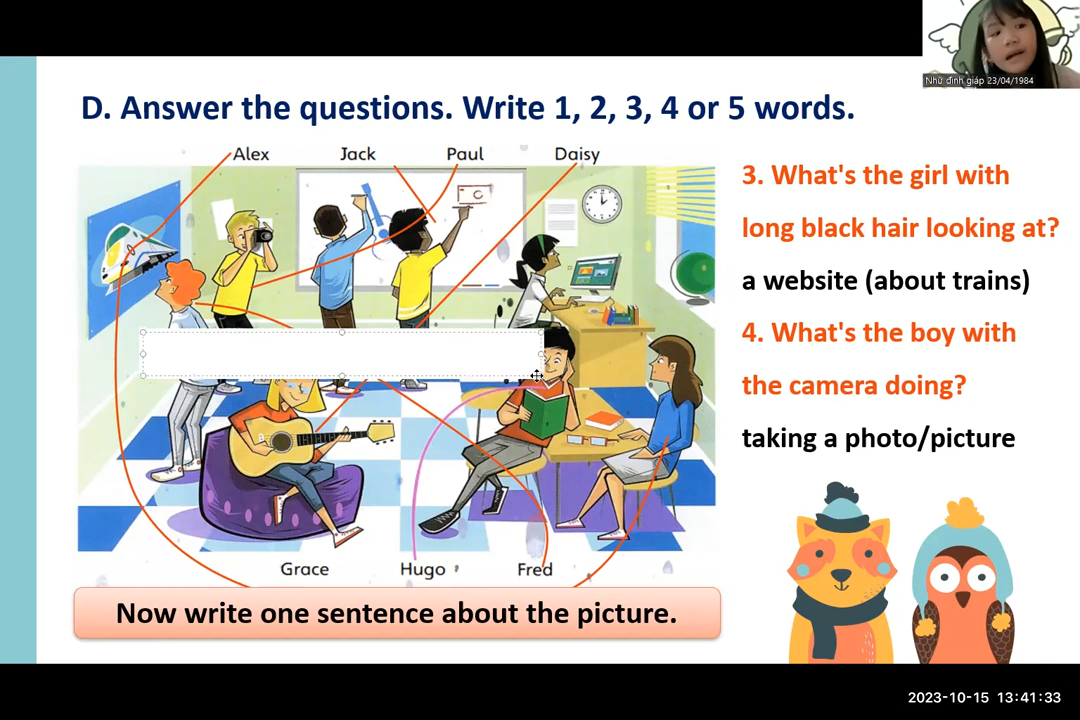 Nhữ đình giáp 23/04/1984
D. Answer the questions. Write 1, 2, 3, 4 or 5 words.
Alex Jack Paul Daisy
3. What's the girl with
long black hair looking at?
a website (about trains)
4. What's the boy with
the camera doing?
taking a photo/picture
Grace Hugo Fred
Now write one sentence about the picture.
2023-10-15 13:41:33